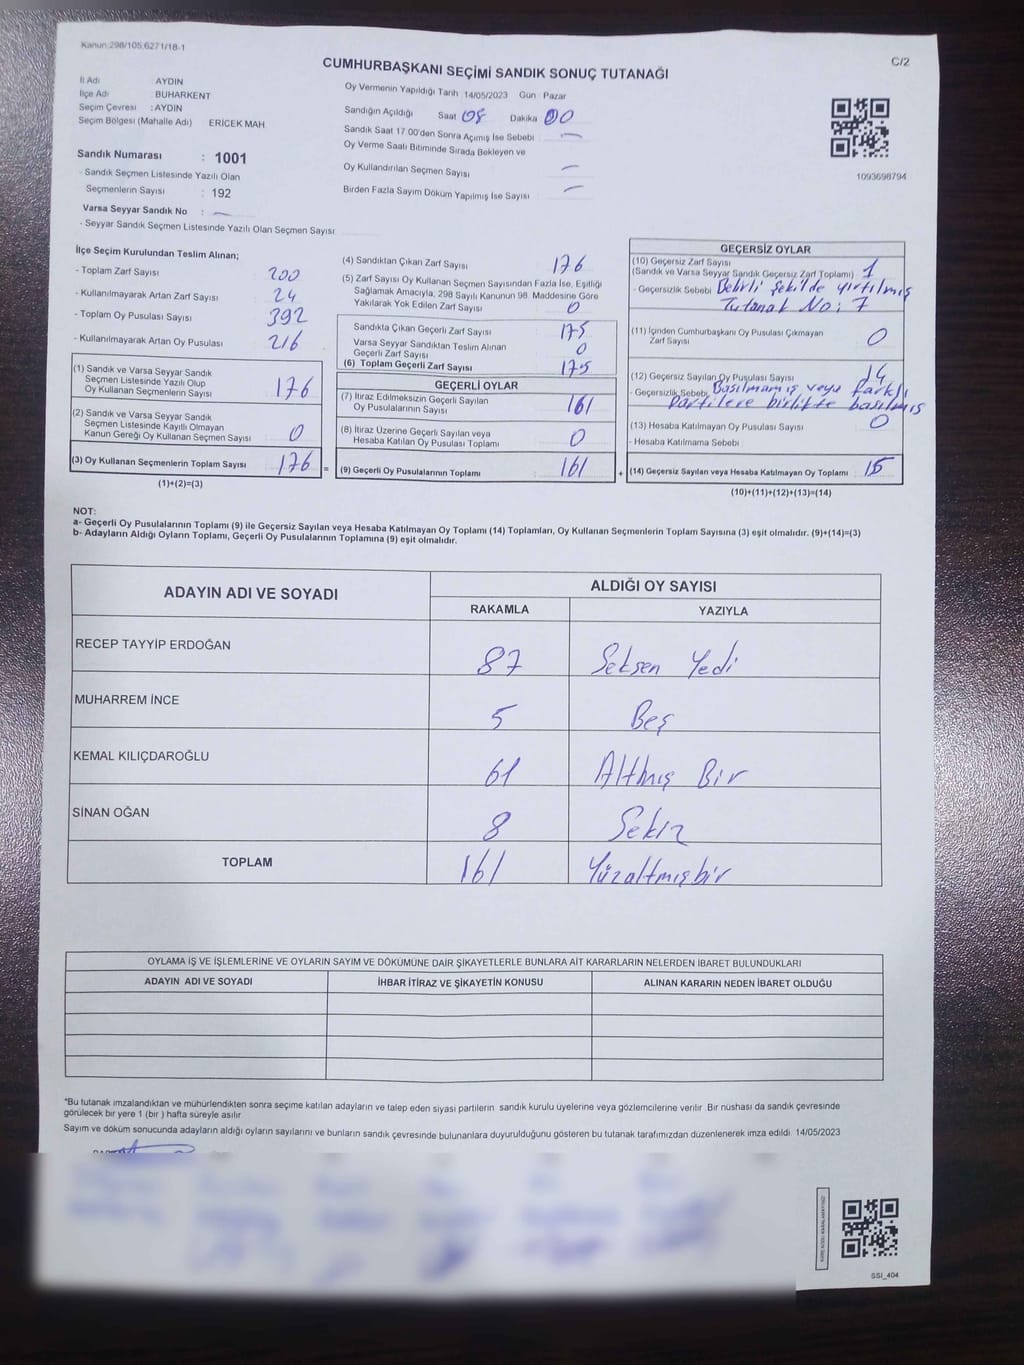 Kanun:298/105,6271/18-1
C/2
CUMHURBAŞKANI SEÇİMİ SANDIK SONUÇ TUTANAĞI
İl Adı AYDIN
İlçe Adı BUHARKENT
Seçim Çevresi : AYDIN
Seçim Bölgesi (Mahalle Adı) ERİCEK MAH
Sandık Numarası : 1001
- Sandık Seçmen Listesinde Yazılı Olan
Seçmenlerin Sayısı : 192
Varsa Seyyar Sandık No : —
- Seyyar Sandık Seçmen Listesinde Yazılı Olan Seçmen Sayısı
Oy Vermenin Yapıldığı Tarih 14/05/2023 Gün Pazar
Sandığın Açıldığı Saat 08 Dakika 00
Sandık Saat 17.00'den Sonra Açımış İse Sebebi —
Oy Verme Saati Bitiminde Sırada Bekleyen ve
Oy Kullandırılan Seçmen Sayısı —
Birden Fazla Sayım Döküm Yapılmış İse Sayısı —
1093698794
İlçe Seçim Kurulundan Teslim Alınan;
- Toplam Zarf Sayısı 200
- Kullanılmayarak Artan Zarf Sayısı 24
- Toplam Oy Pusulası Sayısı 392
- Kullanılmayarak Artan Oy Pusulası 216
(1) Sandık ve Varsa Seyyar Sandık
Seçmen Listesinde Yazılı Olup
Oy Kullanan Seçmenlerin Sayısı 176
(2) Sandık ve Varsa Seyyar Sandık
Seçmen Listesinde Kayıtlı Olmayan
Kanun Gereği Oy Kullanan Seçmen Sayısı 0
(3) Oy Kullanan Seçmenlerin Toplam Sayısı 176 =
(1)+(2)=(3)
(4) Sandıktan Çıkan Zarf Sayısı 176
(5) Zarf Sayısı Oy Kullanan Seçmen Sayısından Fazla İse, Eşitliği
Sağlamak Amacıyla, 298 Sayılı Kanunun 98. Maddesine Göre
Yakılarak Yok Edilen Zarf Sayısı 0
Sandıkta Çıkan Geçerli Zarf Sayısı 175
Varsa Seyyar Sandıktan Teslim Alınan
Geçerli Zarf Sayısı 0
(6) Toplam Geçerli Zarf Sayısı 175
GEÇERLİ OYLAR
(7) İtiraz Edilmeksizin Geçerli Sayılan
Oy Pusulalarının Sayısı 161
(8) İtiraz Üzerine Geçerli Sayılan veya
Hesaba Katılan Oy Pusulası Toplamı 0
(9) Geçerli Oy Pusulalarının Toplamı 161 +
GEÇERSİZ OYLAR
(10) Geçersiz Zarf Sayısı
(Sandık ve Varsa Seyyar Sandık Geçersiz Zarf Toplamı) 1
- Geçersizlik Sebebi Belirli şekilde yırtılmış
Tutanak No: 7
(11) İçinden Cumhurbaşkanı Oy Pusulası Çıkmayan
Zarf Sayısı 0
(12) Geçersiz Sayılan Oy Pusulası Sayısı 14
- Geçersizlik Sebebi Basılmamış veya farklı
Partilere birlikte basılmış
(13) Hesaba Katılmayan Oy Pusulası Sayısı 0
- Hesaba Katılmama Sebebi
(14) Geçersiz Sayılan veya Hesaba Katılmayan Oy Toplamı 15
(10)+(11)+(12)+(13)=(14)
NOT:
a- Geçerli Oy Pusulalarının Toplamı (9) ile Geçersiz Sayılan veya Hesaba Katılmayan Oy Toplamı (14) Toplamları, Oy Kullanan Seçmenlerin Toplam Sayısına (3) eşit olmalıdır. (9)+(14)=(3)
b- Adayların Aldığı Oyların Toplamı, Geçerli Oy Pusulalarının Toplamına (9) eşit olmalıdır.
ADAYIN ADI VE SOYADI
ALDIĞI OY SAYISI
RAKAMLA YAZIYLA
RECEP TAYYİP ERDOĞAN 87 Seksen Yedi
MUHARREM İNCE 5 Beş
KEMAL KILIÇDAROĞLU 61 Altmış Bir
SİNAN OĞAN 8 Sekiz
TOPLAM 161 Yüzaltmışbir
OYLAMA İŞ VE İŞLEMLERİNE VE OYLARIN SAYIM VE DÖKÜMÜNE DAİR ŞİKAYETLERLE BUNLARA AİT KARARLARIN NELERDEN İBARET BULUNDUKLARI
ADAYIN ADI VE SOYADI İHBAR İTİRAZ VE ŞİKAYETİN KONUSU ALINAN KARARIN NEDEN İBARET OLDUĞU
*Bu tutanak imzalandıktan ve mühürlendikten sonra seçime katılan adayların ve talep eden siyasi partilerin sandık kurulu üyelerine veya gözlemcilerine verilir. Bir nüshası da sandık çevresinde
görülecek bir yere 1 (bir ) hafta süreyle asılır
Sayım ve döküm sonucunda adayların aldığı oyların sayılarını ve bunların sandık çevresinde bulunanlara duyurulduğunu gösteren bu tutanak tarafımızdan düzenlenerek imza edildi. 14/05/2023
SSI_404